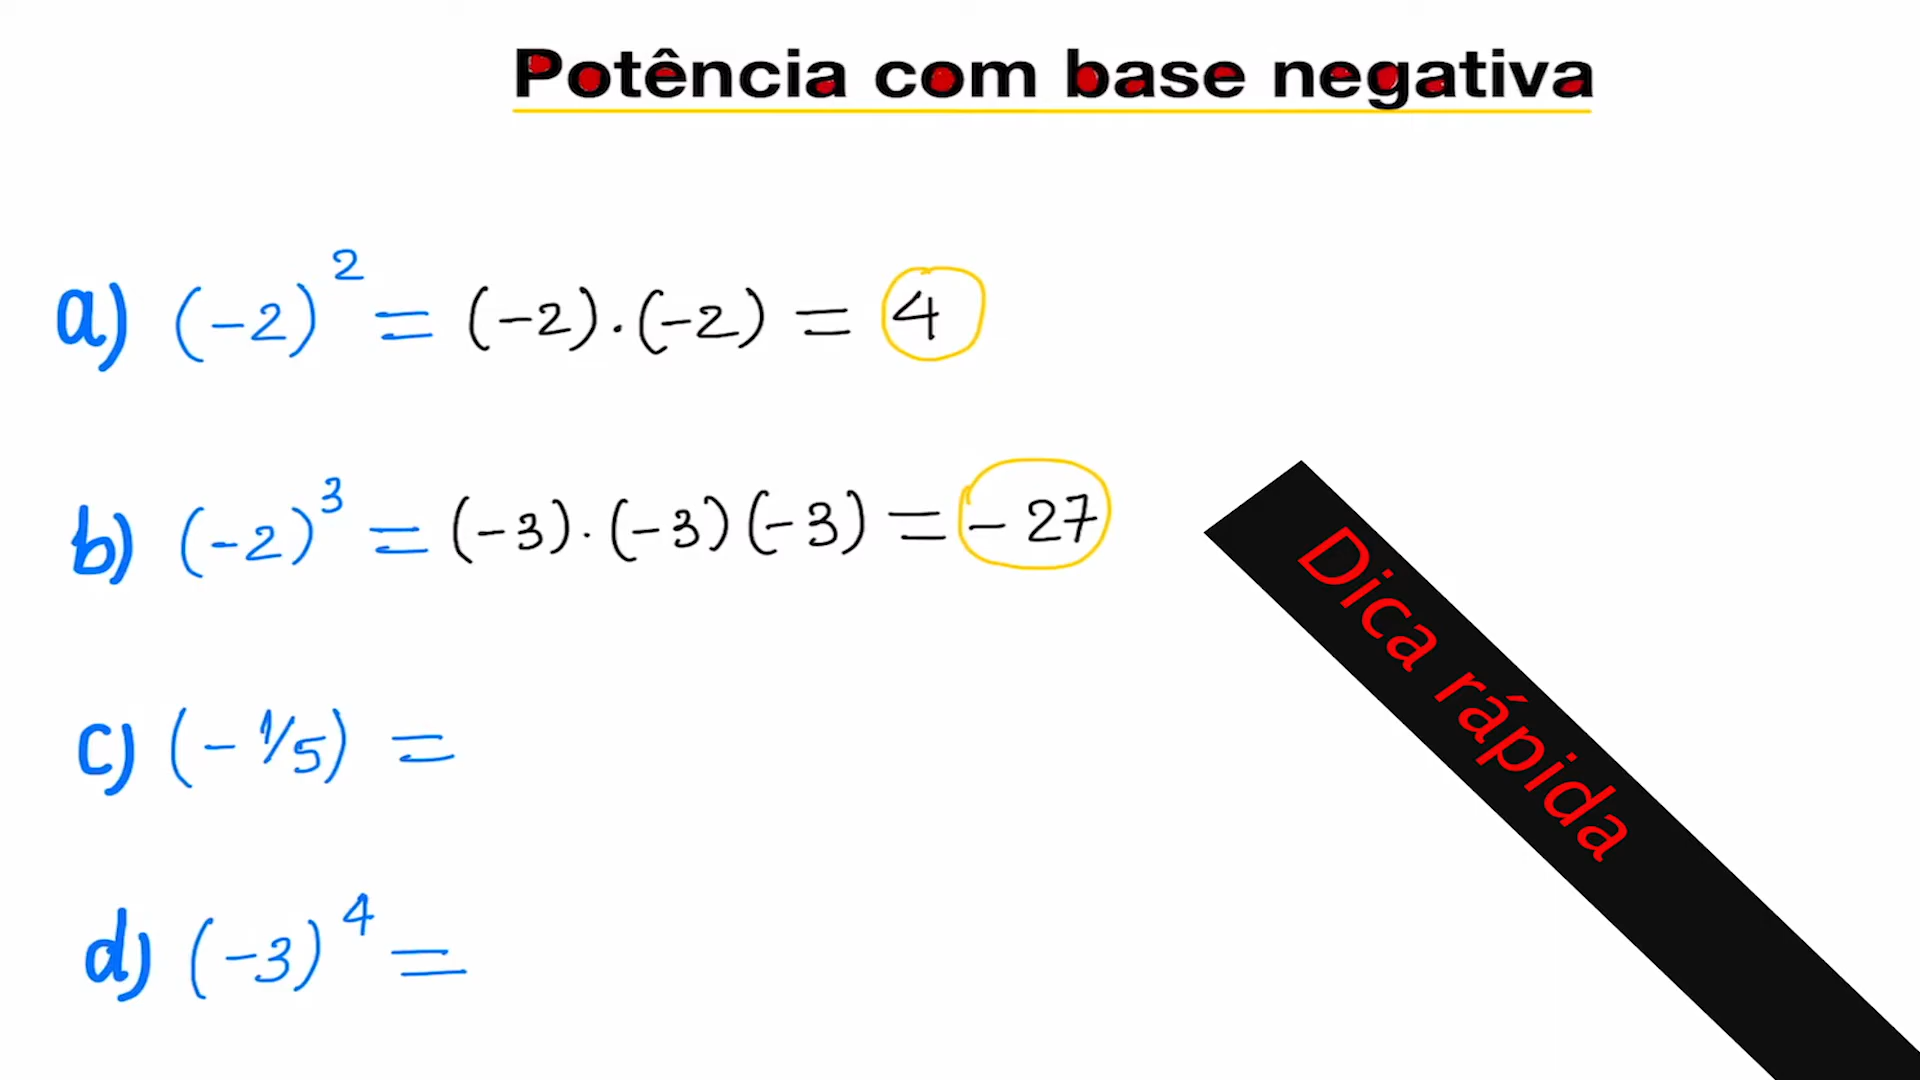 Potência com base negativa
a) (-2)² = (-2).(-2) = 4
b) (-2)³ = (-3).(-3)(-3) = -27
Dica rápida
c) (-1/5) =
d) (-3)⁴ =